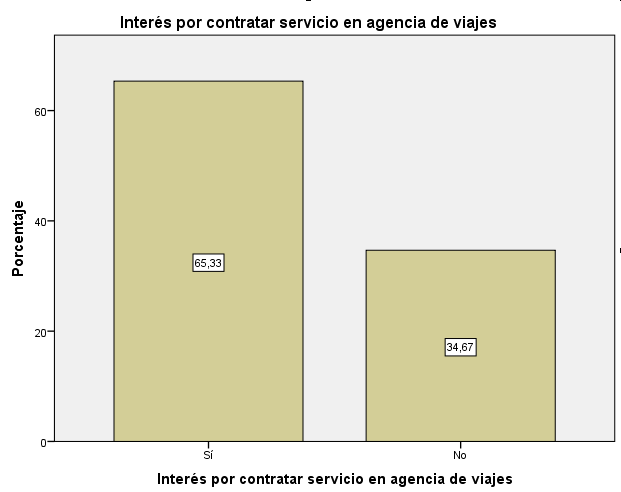 Interés por contratar servicio en agencia de viajes
Porcentaje
60
40
20
0
65,33
34,67
Sí
No
Interés por contratar servicio en agencia de viajes